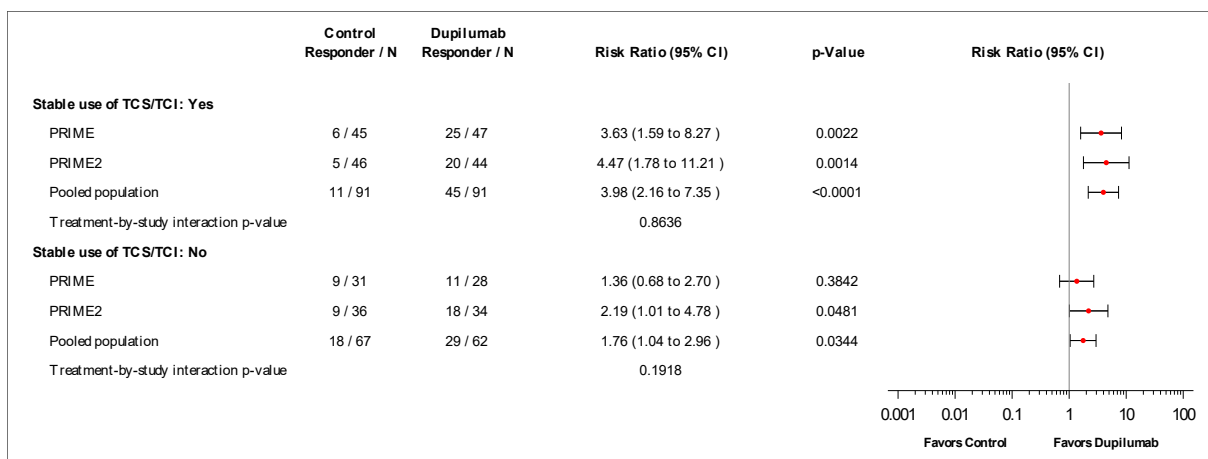 Control Responder / N Dupilumab Responder / N Risk Ratio (95% CI) p-Value Risk Ratio (95% CI)
Stable use of TCS/TCI: Yes
PRIME 6 / 45 25 / 47 3.63 (1.59 to 8.27 ) 0.0022
PRIME2 5 / 46 20 / 44 4.47 (1.78 to 11.21 ) 0.0014
Pooled population 11 / 91 45 / 91 3.98 (2.16 to 7.35 ) <0.0001
Treatment-by-study interaction p-value 0.8636
Stable use of TCS/TCI: No
PRIME 9 / 31 11 / 28 1.36 (0.68 to 2.70 ) 0.3842
PRIME2 9 / 36 18 / 34 2.19 (1.01 to 4.78 ) 0.0481
Pooled population 18 / 67 29 / 62 1.76 (1.04 to 2.96 ) 0.0344
Treatment-by-study interaction p-value 0.1918
0.001 0.01 0.1 1 10 100
Favors Control Favors Dupilumab